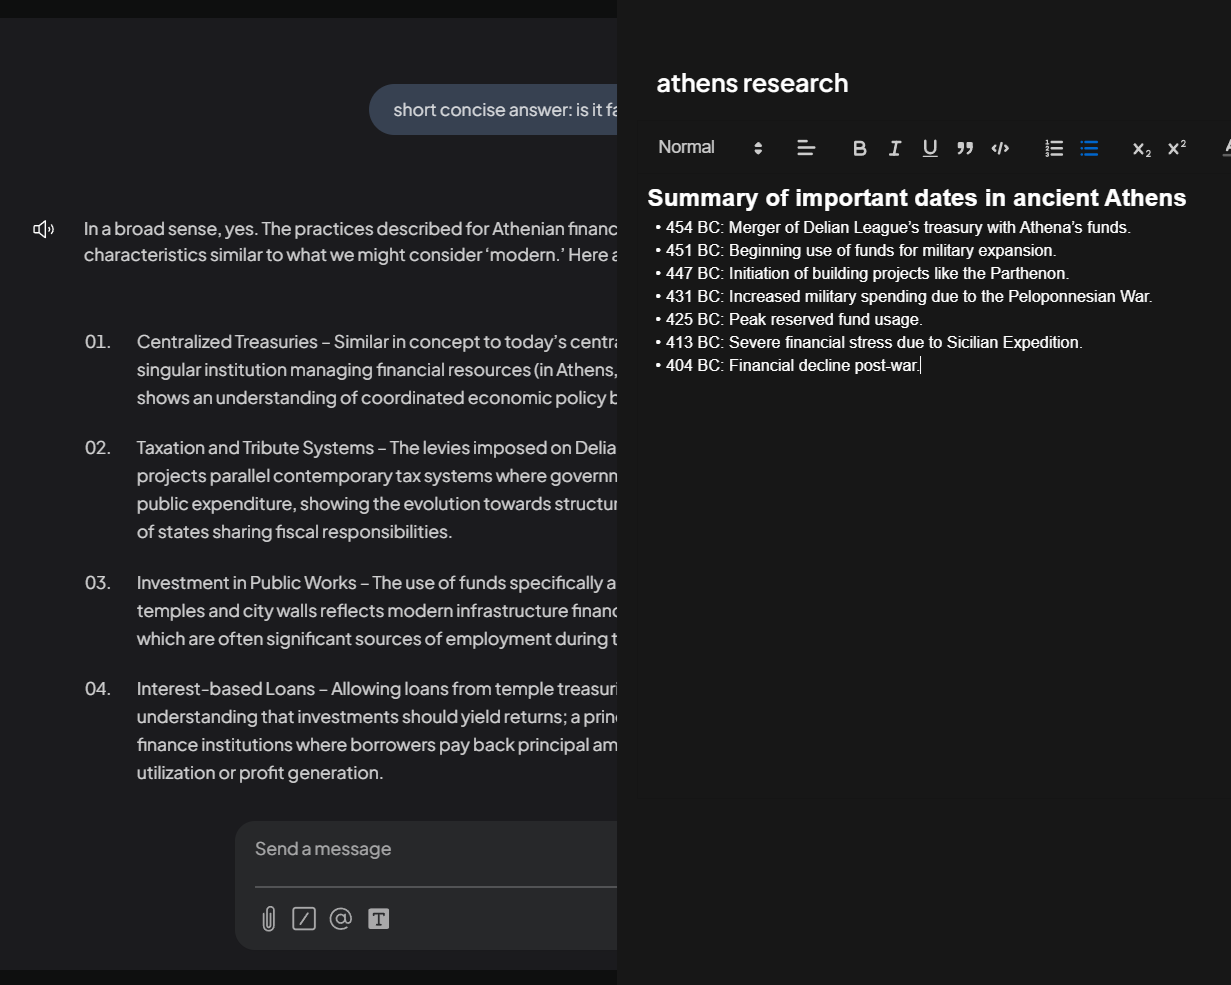 short concise answer: is it
In a broad sense, yes. The practices described for Athenian
characteristics similar to what we might consider ‘modern.’ Here
01. Centralized Treasuries – Similar in concept to today’s
singular institution managing financial resources (in Athens,
shows an understanding of coordinated economic policy
02. Taxation and Tribute Systems – The levies imposed on
projects parallel contemporary tax systems where
public expenditure, showing the evolution towards
of states sharing fiscal responsibilities.
03. Investment in Public Works – The use of funds specifically
temples and city walls reflects modern infrastructure
which are often significant sources of employment during
04. Interest-based Loans – Allowing loans from temple
understanding that investments should yield returns; a
finance institutions where borrowers pay back principal
utilization or profit generation.
Send a message
athens research
Normal
Summary of important dates in ancient Athens
• 454 BC: Merger of Delian League’s treasury with Athena’s funds.
• 451 BC: Beginning use of funds for military expansion.
• 447 BC: Initiation of building projects like the Parthenon.
• 431 BC: Increased military spending due to the Peloponnesian War.
• 425 BC: Peak reserved fund usage.
• 413 BC: Severe financial stress due to Sicilian Expedition.
• 404 BC: Financial decline post-war.